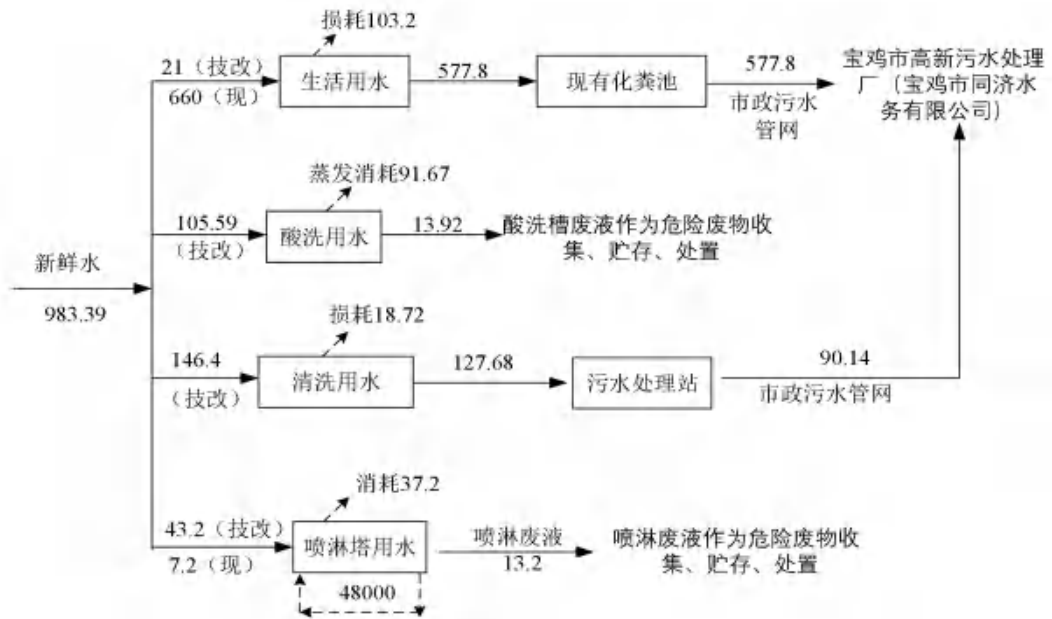 损耗103.2
21（技改）
660（现）
生活用水
577.8
现有化粪池
577.8
市政污水
管网
宝鸡市高新污水处理
厂（宝鸡市同济水
务有限公司）
蒸发消耗91.67
105.59
（技改）
酸洗用水
13.92
酸洗槽废液作为危险废物收
集、贮存、处置
新鲜水
983.39
损耗18.72
146.4
（技改）
清洗用水
127.68
污水处理站
90.14
市政污水管网
消耗37.2
43.2（技改）
7.2（现）
喷淋塔用水
喷淋废液
13.2
喷淋废液作为危险废物收
集、贮存、处置
48000